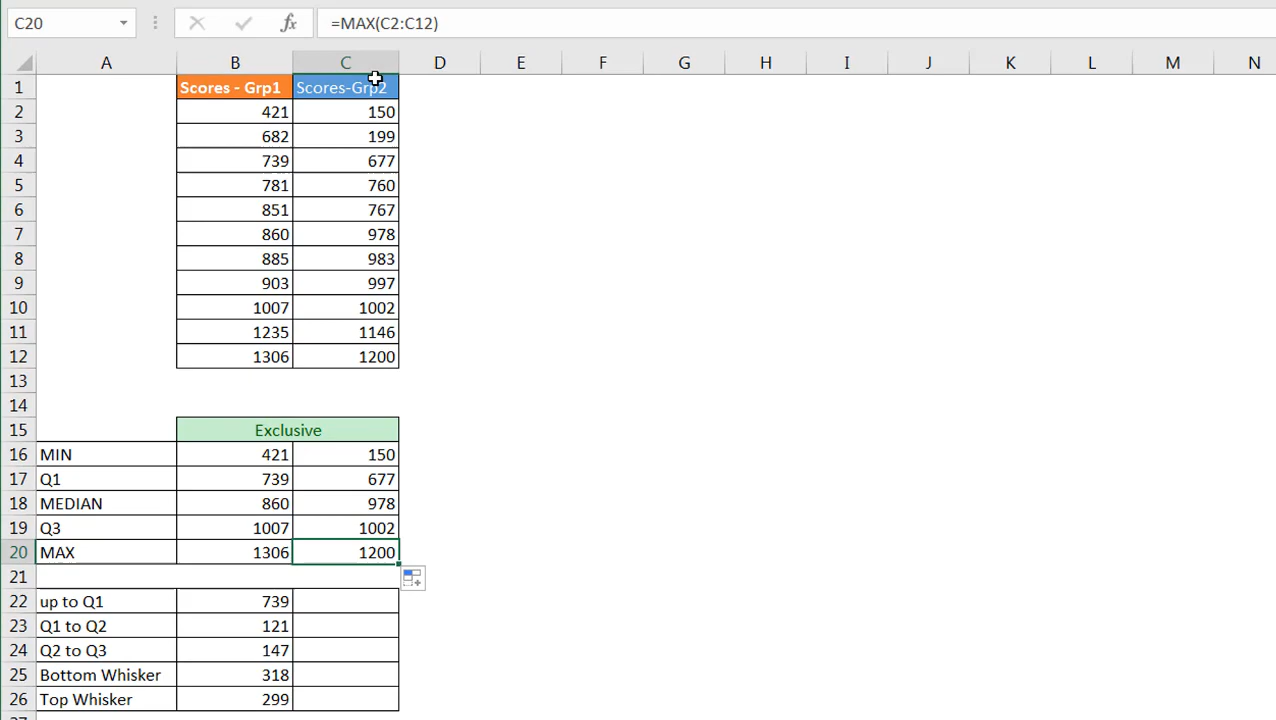 C20 fx =MAX(C2:C12)
A B C D E F G H I J K L M N
1 Scores - Grp1 Scores-Grp2
2 421 150
3 682 199
4 739 677
5 781 760
6 851 767
7 860 978
8 885 983
9 903 997
10 1007 1002
11 1235 1146
12 1306 1200
13
14
15 Exclusive
16 MIN 421 150
17 Q1 739 677
18 MEDIAN 860 978
19 Q3 1007 1002
20 MAX 1306 1200
21
22 up to Q1 739
23 Q1 to Q2 121
24 Q2 to Q3 147
25 Bottom Whisker 318
26 Top Whisker 299